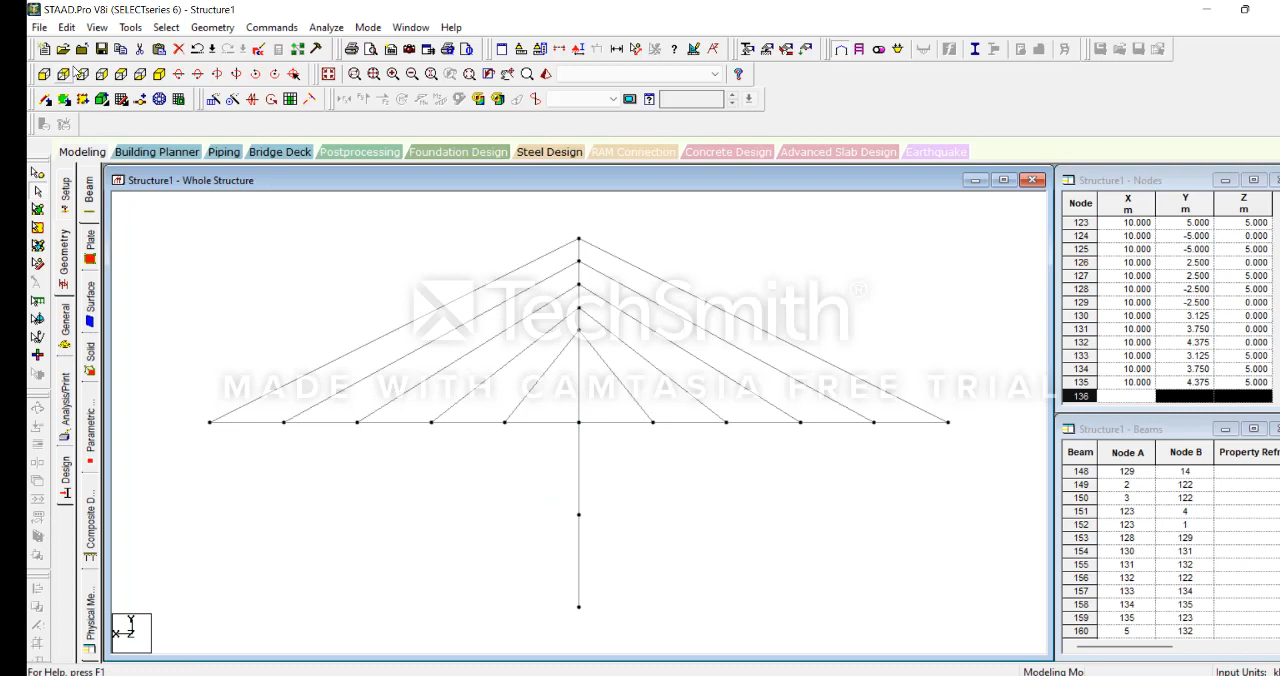 STAAD.Pro V8i (SELECTseries 6) - Structure1
File Edit View Tools Select Geometry Commands Analyze Mode Window Help
Modeling Building Planner Piping Bridge Deck Postprocessing Foundation Design Steel Design RAM Connection Concrete Design Advanced Slab Design Earthquake
Setup
Geometry
General
Analysis/Print
Design
Beam
Plate
Surface
Solid
Parametric ...
Composite D...
Physical Me...
Structure1 - Whole Structure
TechSmith®
MADE WITH CAMTASIA FREE TRIAL
Y
X Z
Structure1 - Nodes
Node X m Y m Z m
123 10.000 5.000 5.000
124 10.000 -5.000 0.000
125 10.000 -5.000 5.000
126 10.000 2.500 0.000
127 10.000 2.500 5.000
128 10.000 -2.500 5.000
129 10.000 -2.500 0.000
130 10.000 3.125 0.000
131 10.000 3.750 0.000
132 10.000 4.375 0.000
133 10.000 3.125 5.000
134 10.000 3.750 5.000
135 10.000 4.375 5.000
136
Structure1 - Beams
Beam Node A Node B Property Refn
148 129 14
149 2 122
150 3 122
151 123 4
152 123 1
153 128 129
154 130 131
155 131 132
156 132 122
157 133 134
158 134 135
159 135 123
160 5 132
For Help, press F1
Modeling Mo
Input Units: k